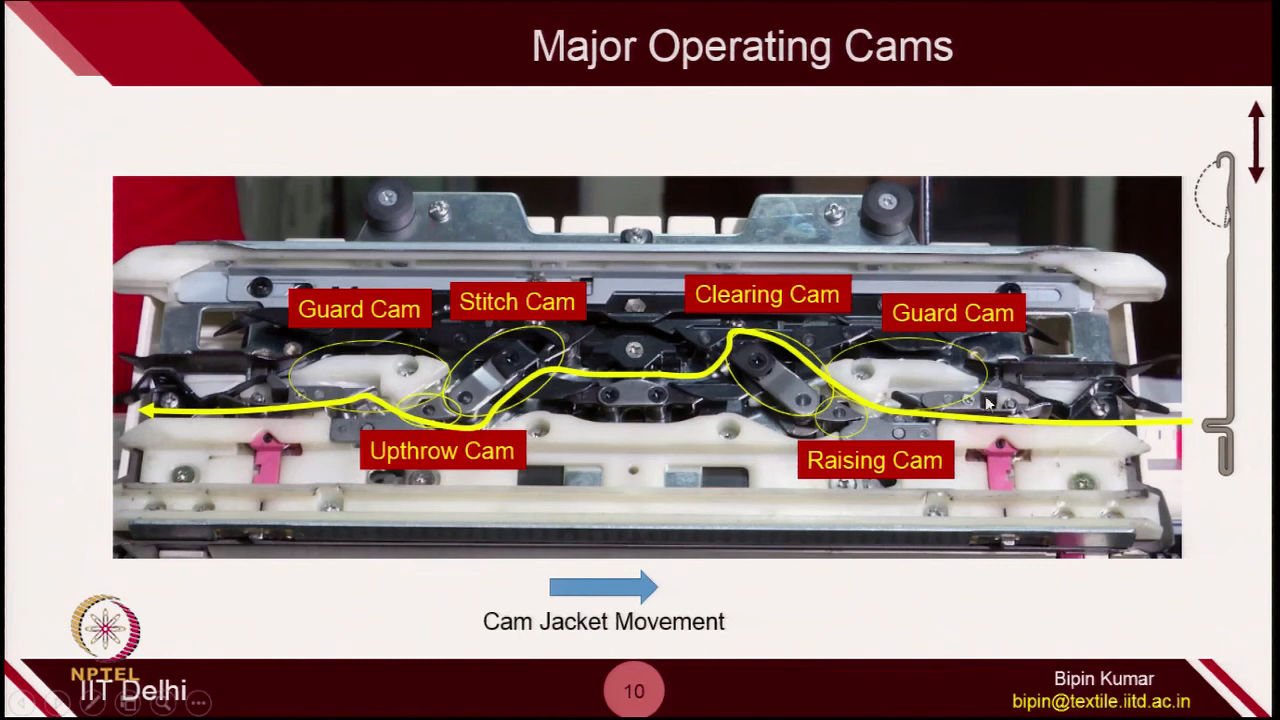 Major Operating Cams
Guard Cam
Stitch Cam
Clearing Cam
Guard Cam
Upthrow Cam
Raising Cam
Cam Jacket Movement
NPTEL
IIT Delhi
10
Bipin Kumar
bipin@textile.iitd.ac.in